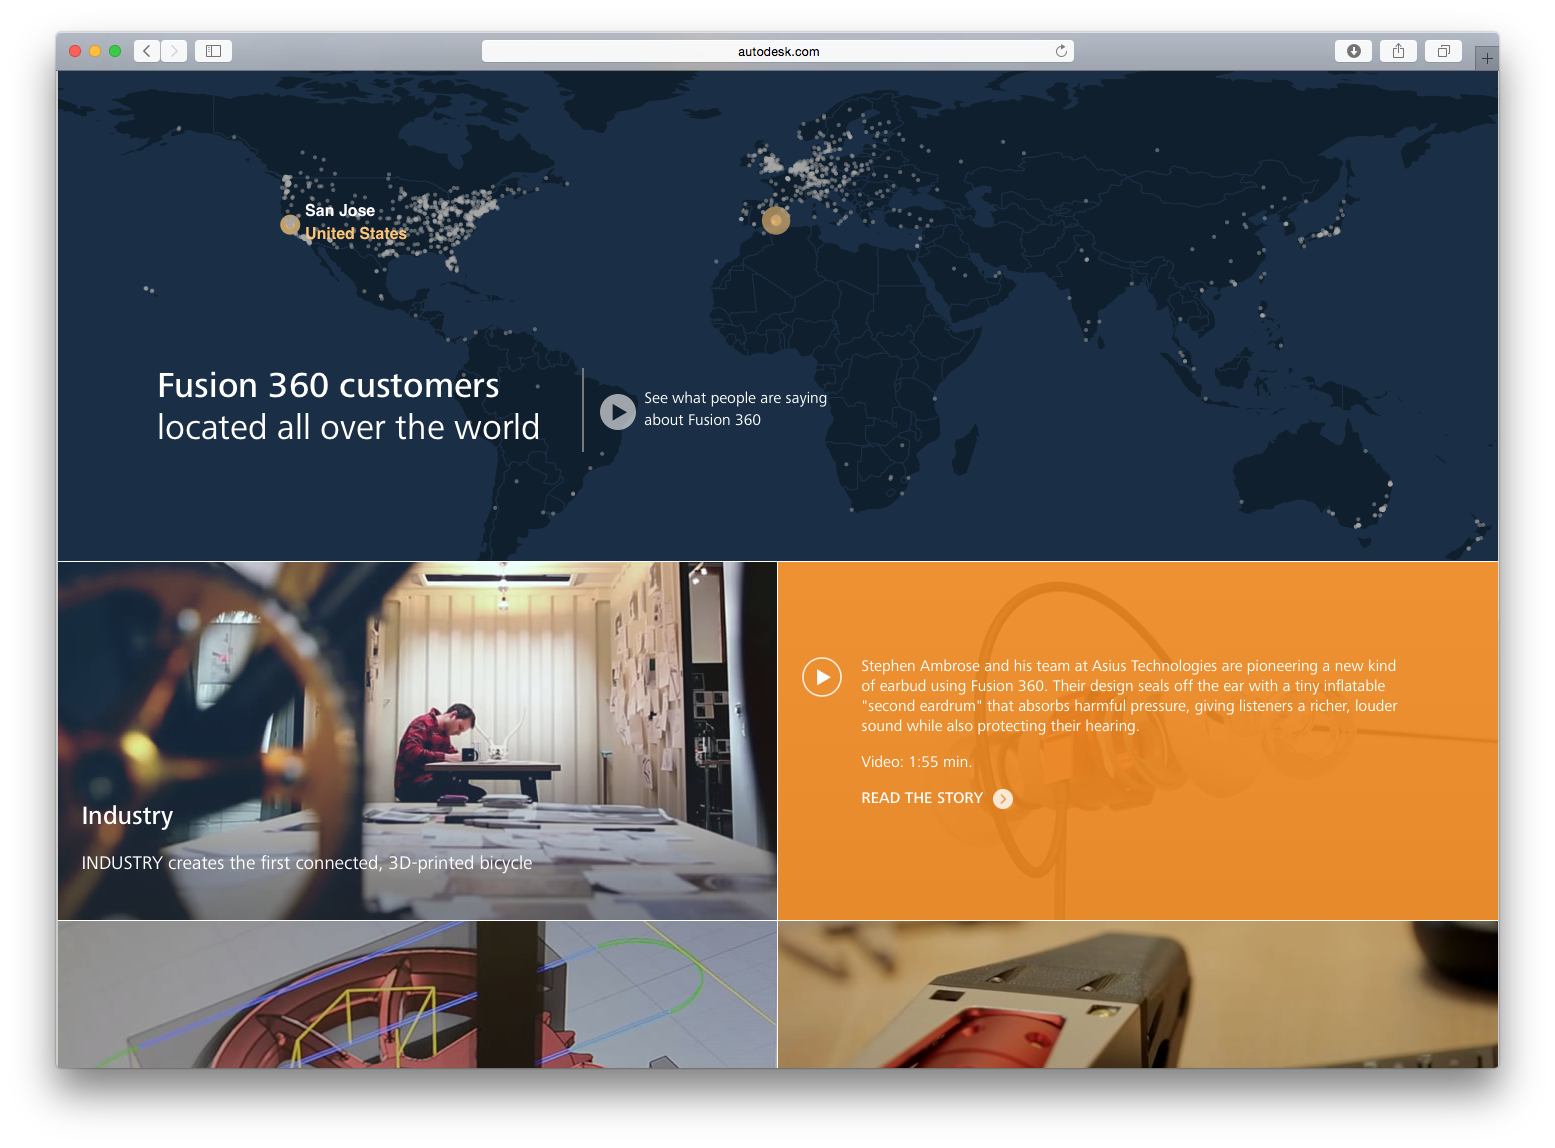 autodesk.com
San Jose
United States
Fusion 360 customers
located all over the world
See what people are saying
about Fusion 360
Industry
INDUSTRY creates the first connected, 3D-printed bicycle
Stephen Ambrose and his team at Asius Technologies are pioneering a new kind
of earbud using Fusion 360. Their design seals off the ear with a tiny inflatable
"second eardrum" that absorbs harmful pressure, giving listeners a richer, louder
sound while also protecting their hearing.
Video: 1:55 min.
READ THE STORY